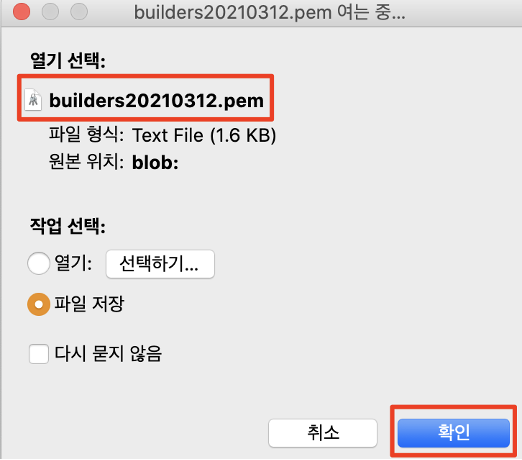 builders20210312.pem 여는 중...
열기 선택:
builders20210312.pem
파일 형식: Text File (1.6 KB)
원본 위치: blob:
작업 선택:
열기: 선택하기...
파일 저장
다시 묻지 않음
취소 확인